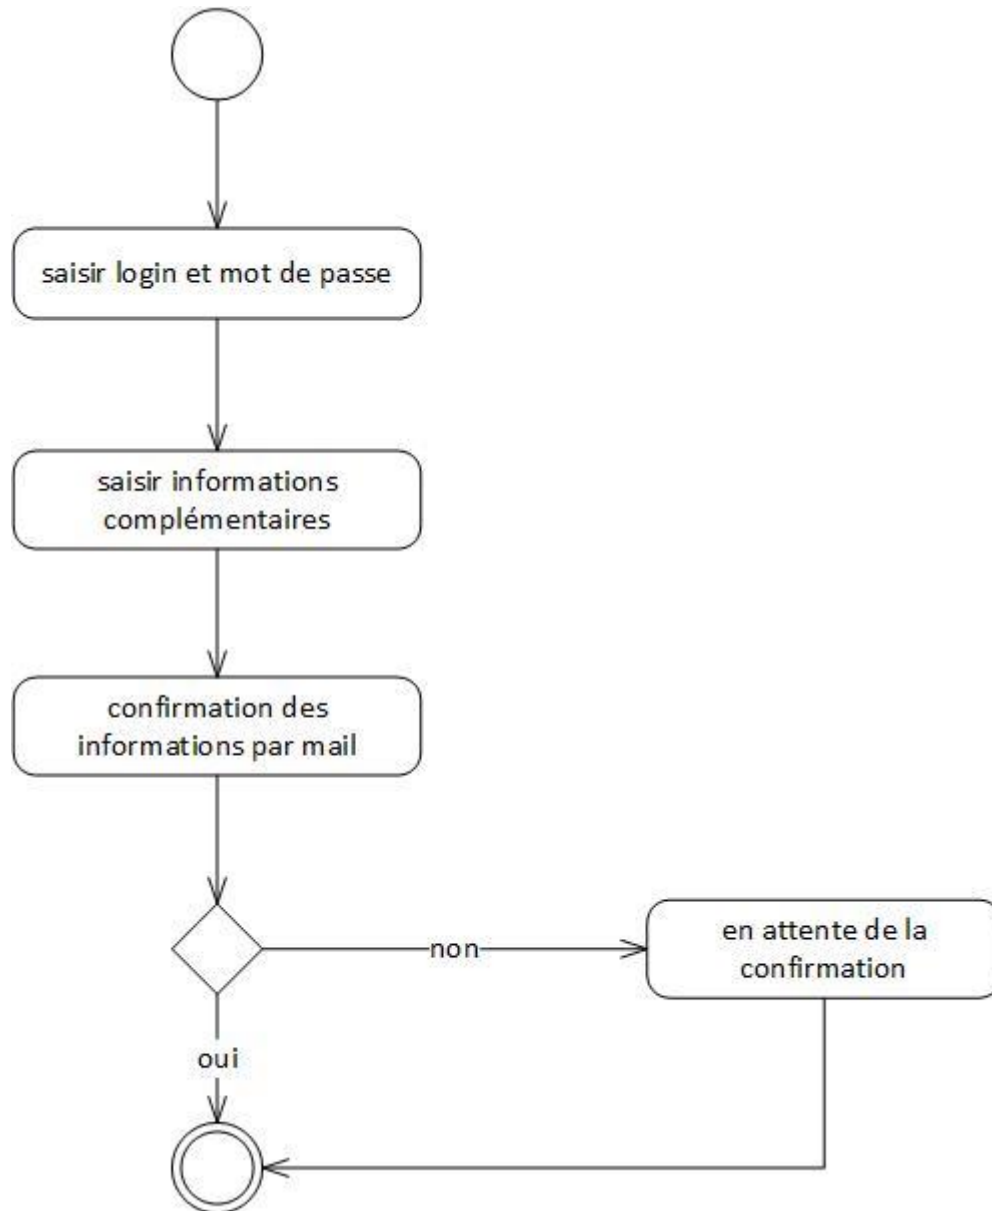 saisir login et mot de passe
saisir informations
complémentaires
confirmation des
informations par mail
non
en attente de la
confirmation
oui